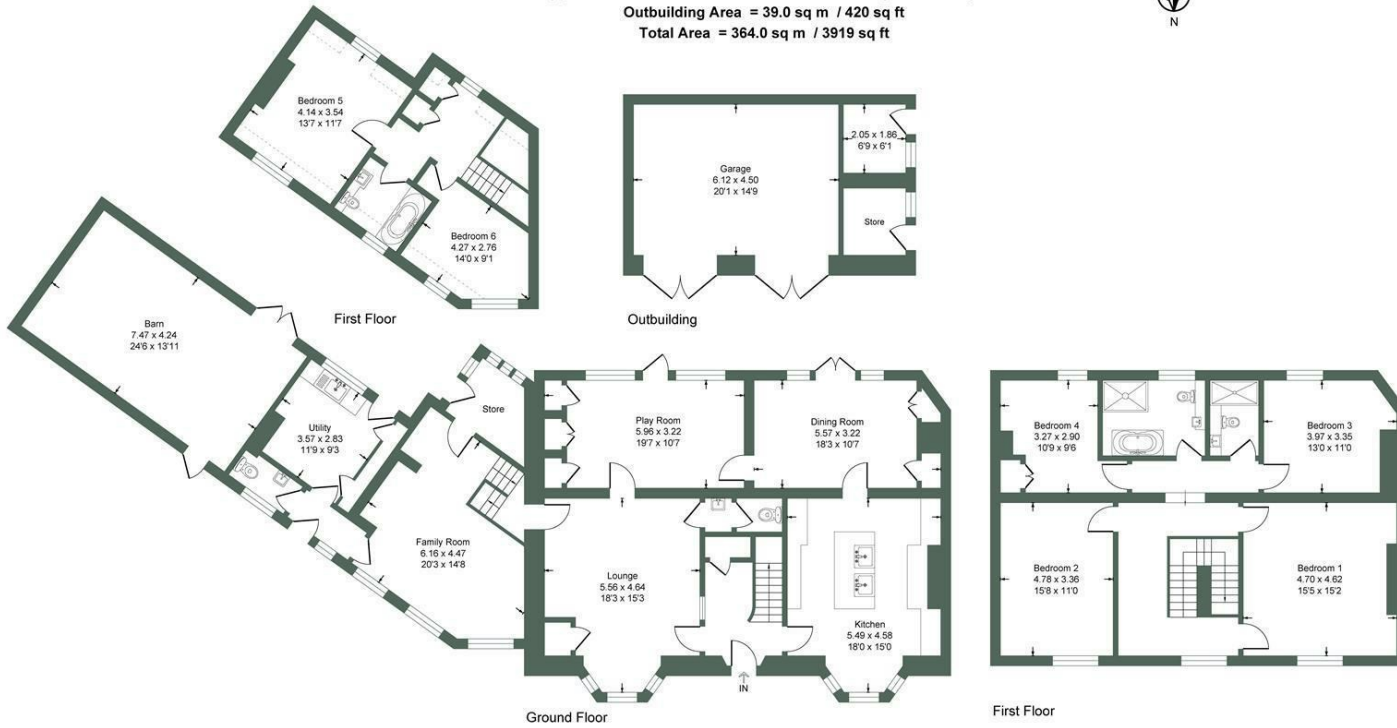 Outbuilding Area = 39.0 sq m / 420 sq ft
Total Area = 364.0 sq m / 3919 sq ft
N
Bedroom 5
4.14 x 3.54
13'7 x 11'7
Bedroom 6
4.27 x 2.76
14'0 x 9'1
First Floor
Garage
6.12 x 4.50
20'1 x 14'9
2.05 x 1.86
6'9 x 6'1
Store
Outbuilding
Barn
7.47 x 4.24
24'6 x 13'11
Utility
3.57 x 2.83
11'9 x 9'3
Store
Family Room
6.16 x 4.47
20'3 x 14'8
Play Room
5.96 x 3.22
19'7 x 10'7
Dining Room
5.57 x 3.22
18'3 x 10'7
Lounge
5.56 x 4.64
18'3 x 15'3
Kitchen
5.49 x 4.58
18'0 x 15'0
IN
Ground Floor
Bedroom 4
3.27 x 2.90
10'9 x 9'6
Bedroom 3
3.97 x 3.35
13'0 x 11'0
Bedroom 2
4.78 x 3.36
15'8 x 11'0
Bedroom 1
4.70 x 4.62
15'5 x 15'2
First Floor